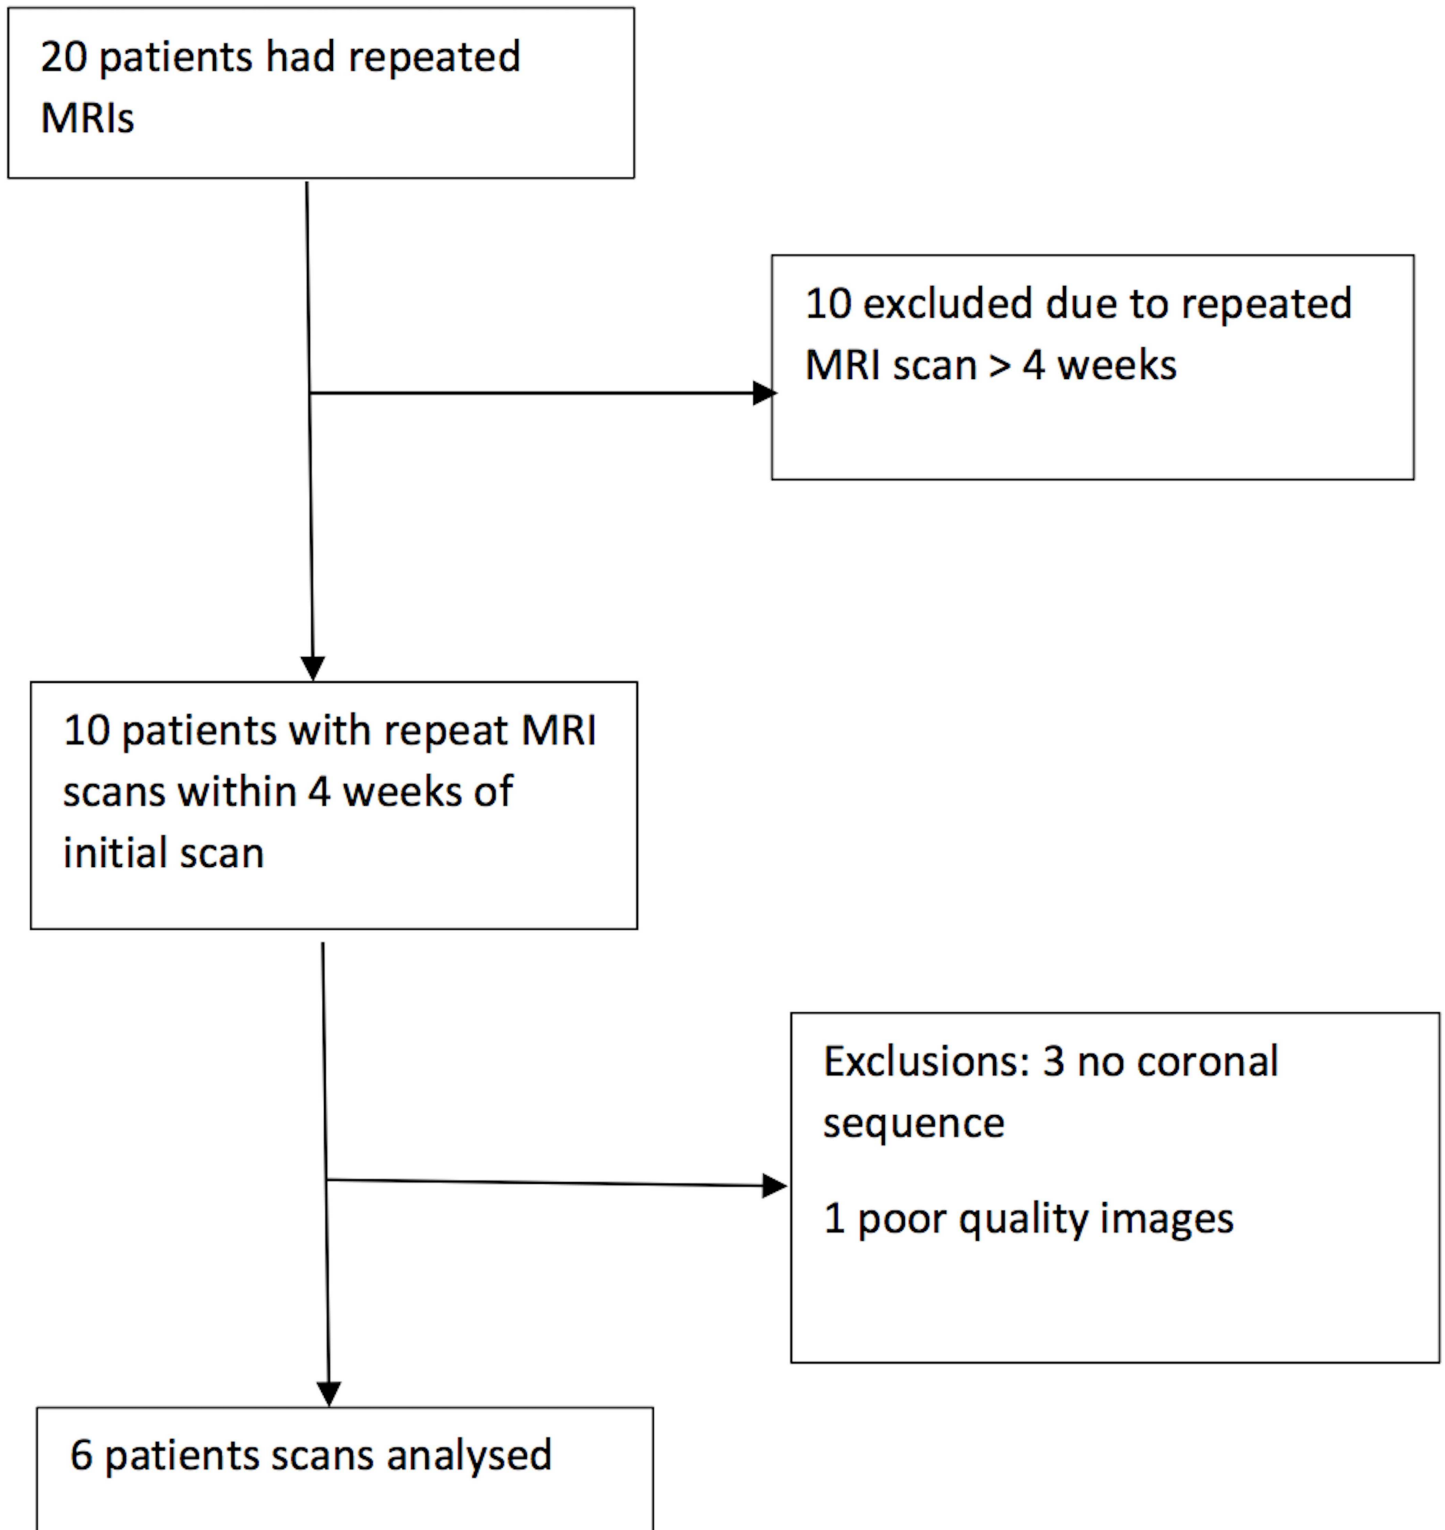 20 patients had repeated
MRIs
10 excluded due to repeated
MRI scan > 4 weeks
10 patients with repeat MRI
scans within 4 weeks of
initial scan
Exclusions: 3 no coronal
sequence
1 poor quality images
6 patients scans analysed